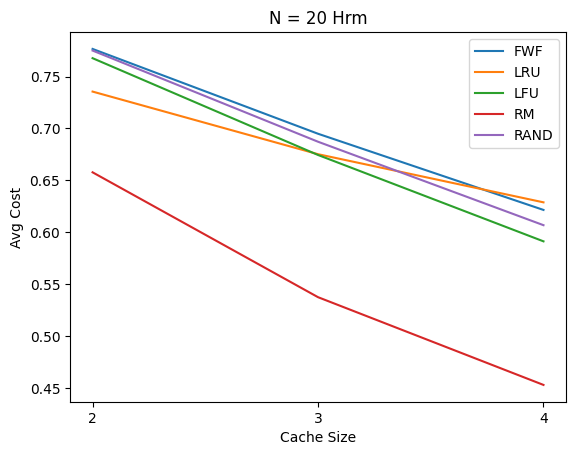 N = 20 Hrm
FWF
LRU
LFU
RM
RAND
Avg Cost
0.75
0.70
0.65
0.60
0.55
0.50
0.45
2 3 4
Cache Size